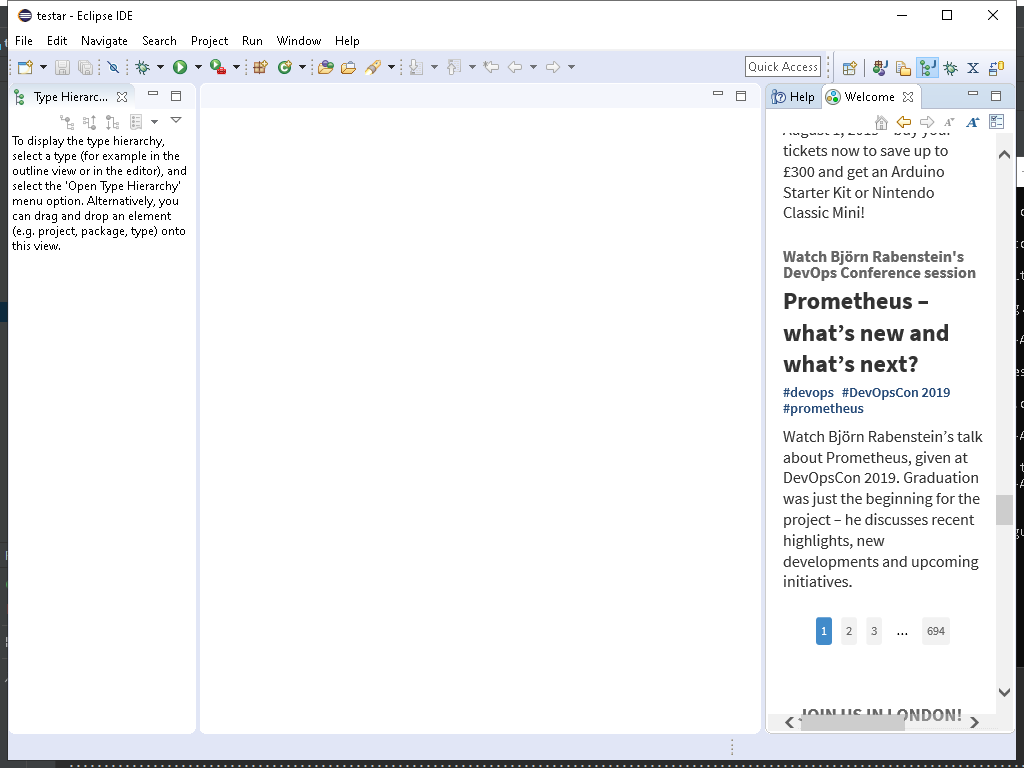 testar - Eclipse IDE
File Edit Navigate Search Project Run Window Help
Quick Access
Type Hierarc...
Help Welcome
To display the type hierarchy,
select a type (for example in the
outline view or in the editor), and
select the 'Open Type Hierarchy'
menu option. Alternatively, you
can drag and drop an element
(e.g. project, package, type) onto
this view.
tickets now to save up to
£300 and get an Arduino
Starter Kit or Nintendo
Classic Mini!
Watch Björn Rabenstein's
DevOps Conference session
Prometheus –
what’s new and
what’s next?
#devops #DevOpsCon 2019
#prometheus
Watch Björn Rabenstein’s talk
about Prometheus, given at
DevOpsCon 2019. Graduation
was just the beginning for the
project – he discusses recent
highlights, new
developments and upcoming
initiatives.
1 2 3 ... 694
JOIN US IN LONDON!